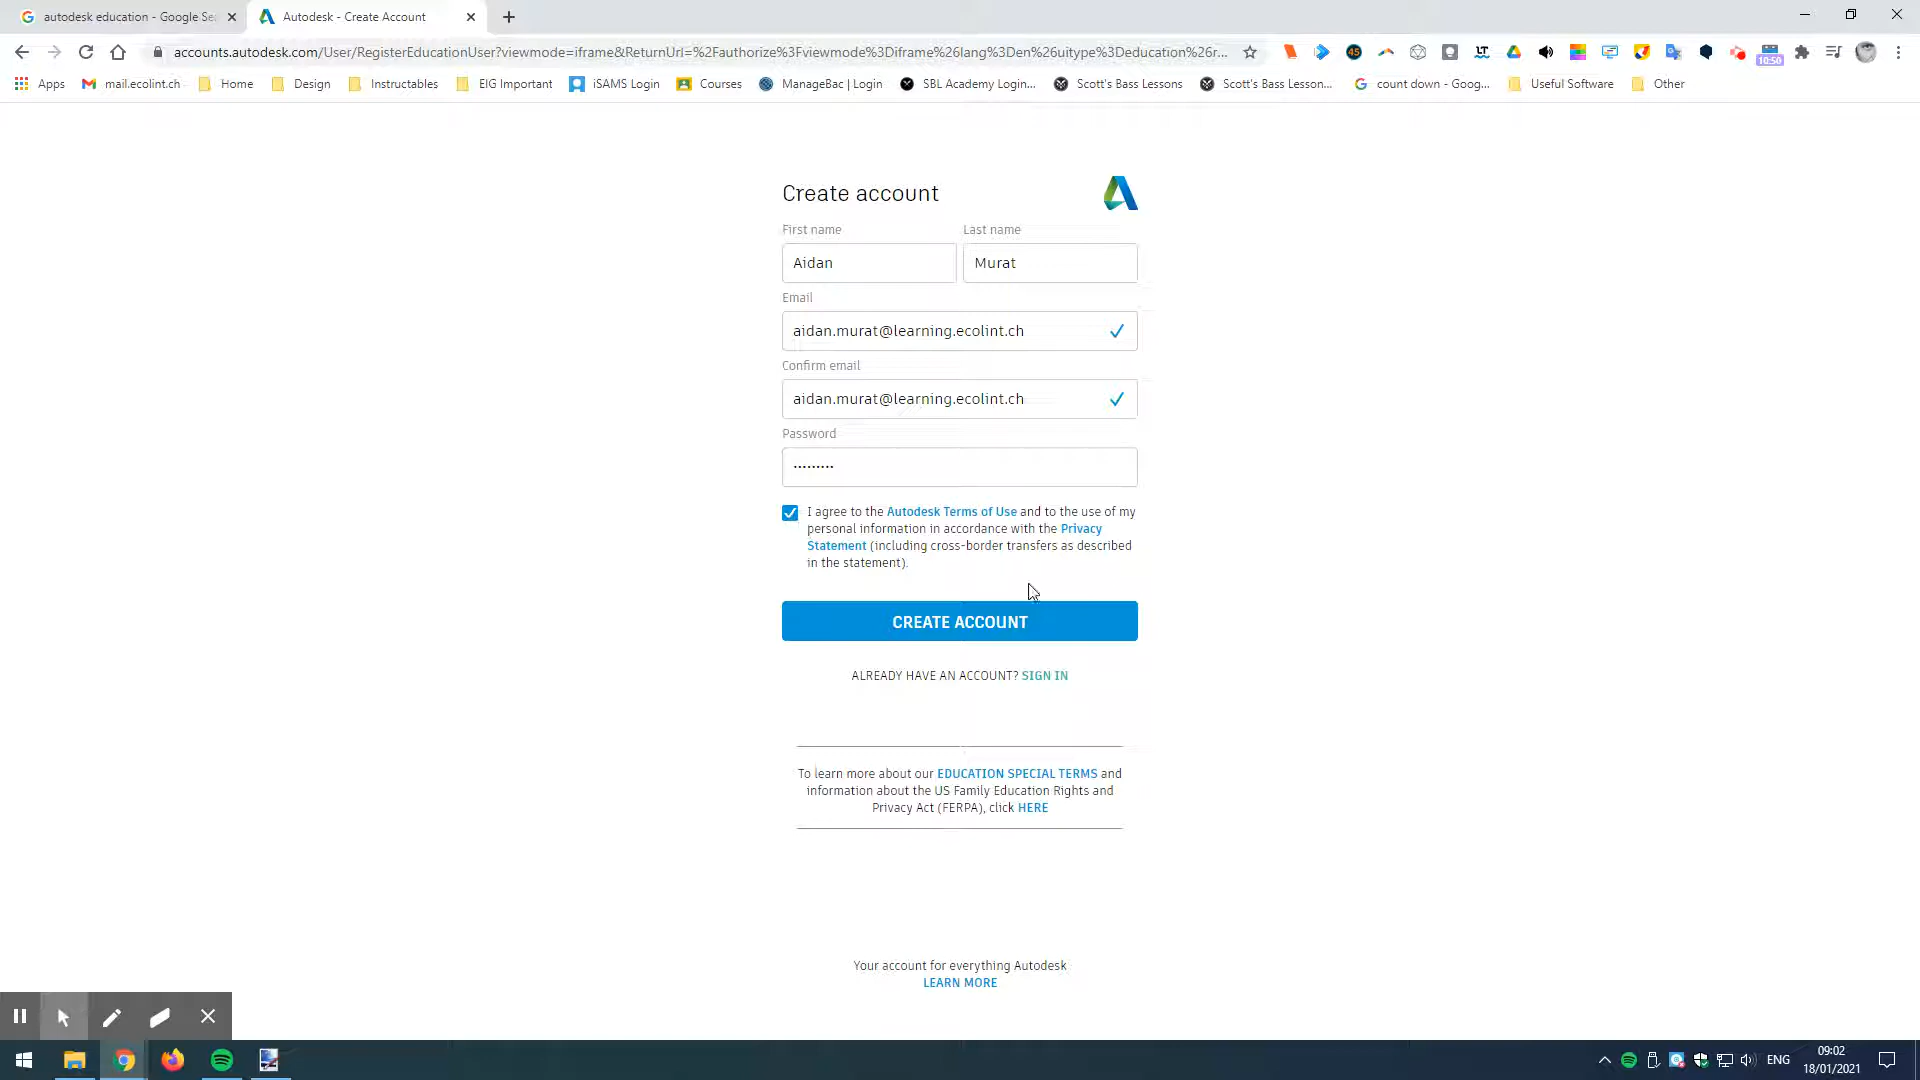 autodesk education - Google Se
Autodesk - Create Account
accounts.autodesk.com/User/RegisterEducationUser?viewmode=iframe&ReturnUrl=%2Fauthorize%3Fviewmode%3Diframe%26lang%3Den%26uitype%3Deducation%26r...
45
LT
10:50
Apps
mail.ecolint.ch
Home
Design
Instructables
EIG Important
iSAMS Login
Courses
ManageBac | Login
SBL Academy Login...
Scott's Bass Lessons
Scott's Bass Lesson...
count down - Goog...
Useful Software
Other
Create account
First name
Last name
Aidan
Murat
Email
aidan.murat@learning.ecolint.ch
Confirm email
aidan.murat@learning.ecolint.ch
Password
I agree to the Autodesk Terms of Use and to the use of my
personal information in accordance with the Privacy
Statement (including cross-border transfers as described
in the statement).
CREATE ACCOUNT
ALREADY HAVE AN ACCOUNT? SIGN IN
To learn more about our EDUCATION SPECIAL TERMS and
information about the US Family Education Rights and
Privacy Act (FERPA), click HERE
Your account for everything Autodesk
LEARN MORE
ENG
09:02
18/01/2021